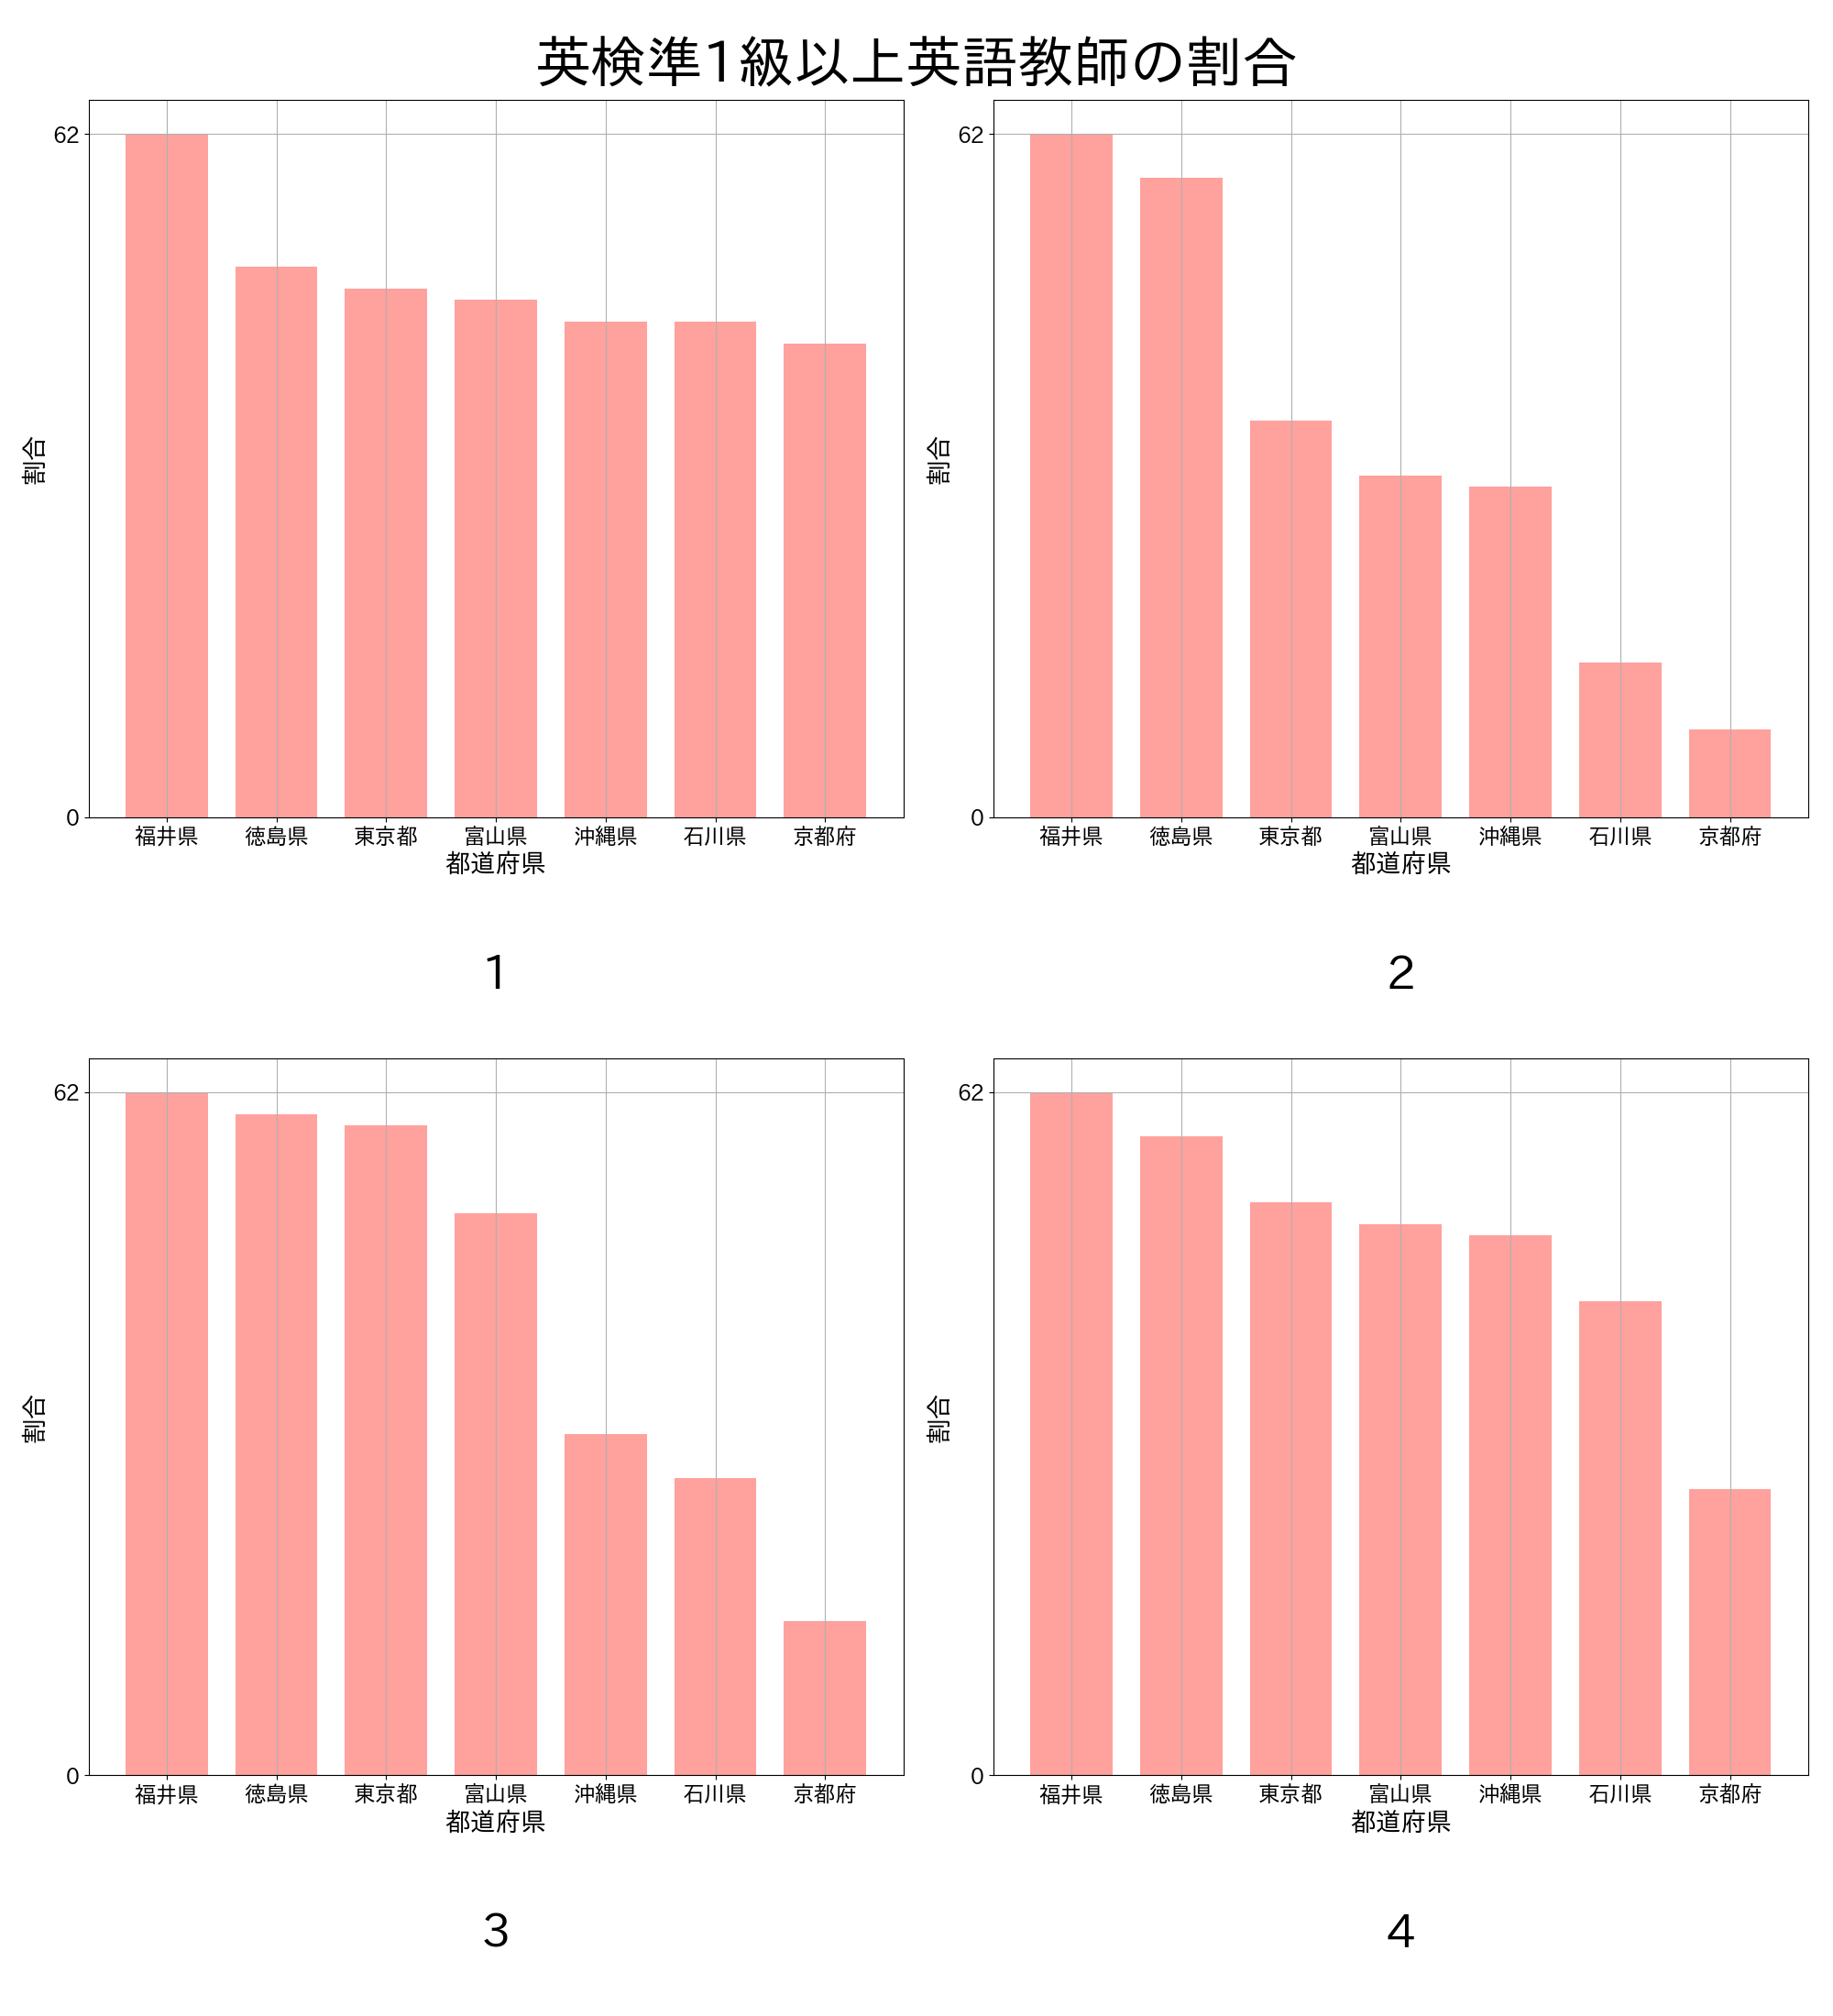 英検準1級以上英語教師の割合
62
割合
0
福井県 徳島県 東京都 富山県 沖縄県 石川県 京都府
都道府県
1
62
割合
0
福井県 徳島県 東京都 富山県 沖縄県 石川県 京都府
都道府県
2
62
割合
0
福井県 徳島県 東京都 富山県 沖縄県 石川県 京都府
都道府県
3
62
割合
0
福井県 徳島県 東京都 富山県 沖縄県 石川県 京都府
都道府県
4